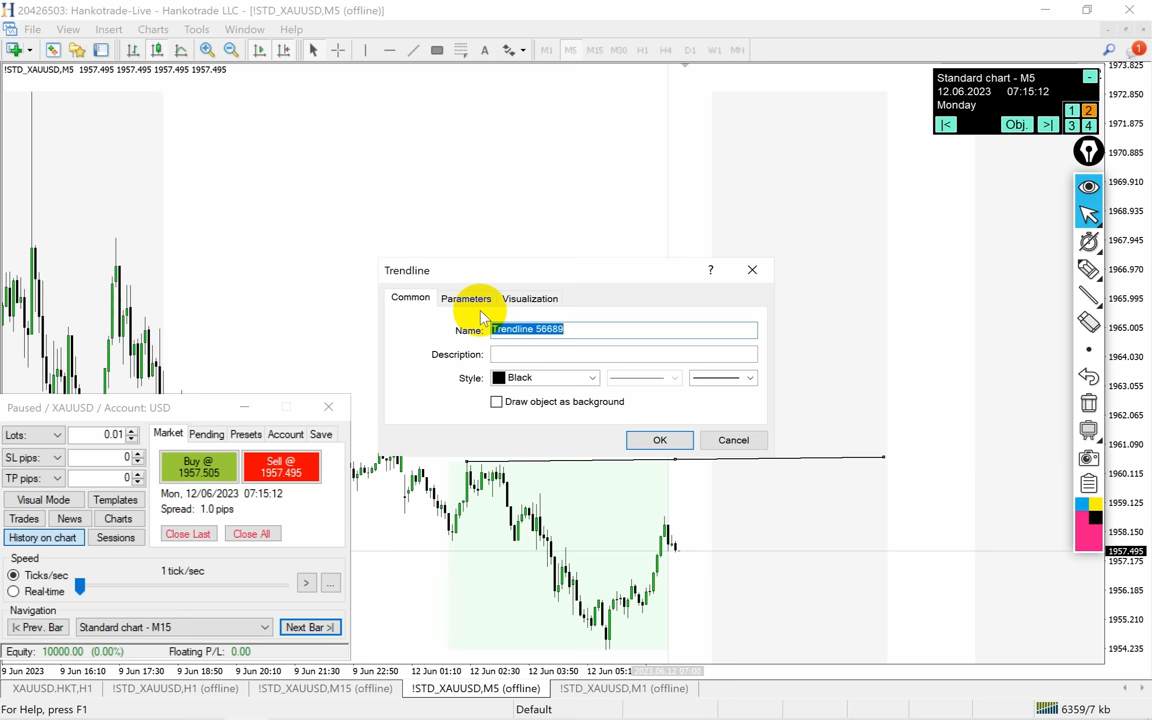 20426503: Hankotrade-Live - Hankotrade LLC - [!STD_XAUUSD,M5 (offline)]
File View Insert Charts Tools Window Help
M1 M5 M15 M30 H1 H4 D1 W1 MN 1
!STD_XAUUSD,M5 1957.495 1957.495 1957.495 1957.495
Standard chart - M5
12.06.2023 07:15:12
Monday
1 2
|< Obj. >| 3 4
1973.825
1972.850
1971.875
1970.885
1969.910
1968.935
1967.945
1966.970
1965.995
1965.005
1964.030
1963.055
1962.065
1961.090
1960.115
1959.125
1958.150
1957.495
1957.175
1956.185
1955.210
1954.235
Trendline ?
Common Parameters Visualization
Name: Trendline 56689
Description:
Style: Black
Draw object as background
OK Cancel
Paused / XAUUSD / Account: USD
Lots: 0.01
SL pips: 0
TP pips: 0
Visual Mode Templates
Trades News Charts
History on chart Sessions
Market Pending Presets Account Save
Buy @
1957.505
Sell @
1957.495
Mon, 12/06/2023 07:15:12
Spread: 1.0 pips
Close Last Close All
Speed
Ticks/sec 1 tick/sec
Real-time > ...
Navigation
|< Prev. Bar Standard chart - M15 Next Bar >|
Equity: 10000.00 (0.00%) Floating P/L: 0.00
9 Jun 2023 9 Jun 16:10 9 Jun 17:30 9 Jun 18:50 9 Jun 20:10 9 Jun 21:30 9 Jun 22:50 12 Jun 01:10 12 Jun 02:30 12 Jun 03:50 12 Jun 05:1 2023.06.12 07:00
XAUUSD.HKT,H1 !STD_XAUUSD,H1 (offline) !STD_XAUUSD,M15 (offline) !STD_XAUUSD,M5 (offline) !STD_XAUUSD,M1 (offline)
For Help, press F1 Default 6359/7 kb